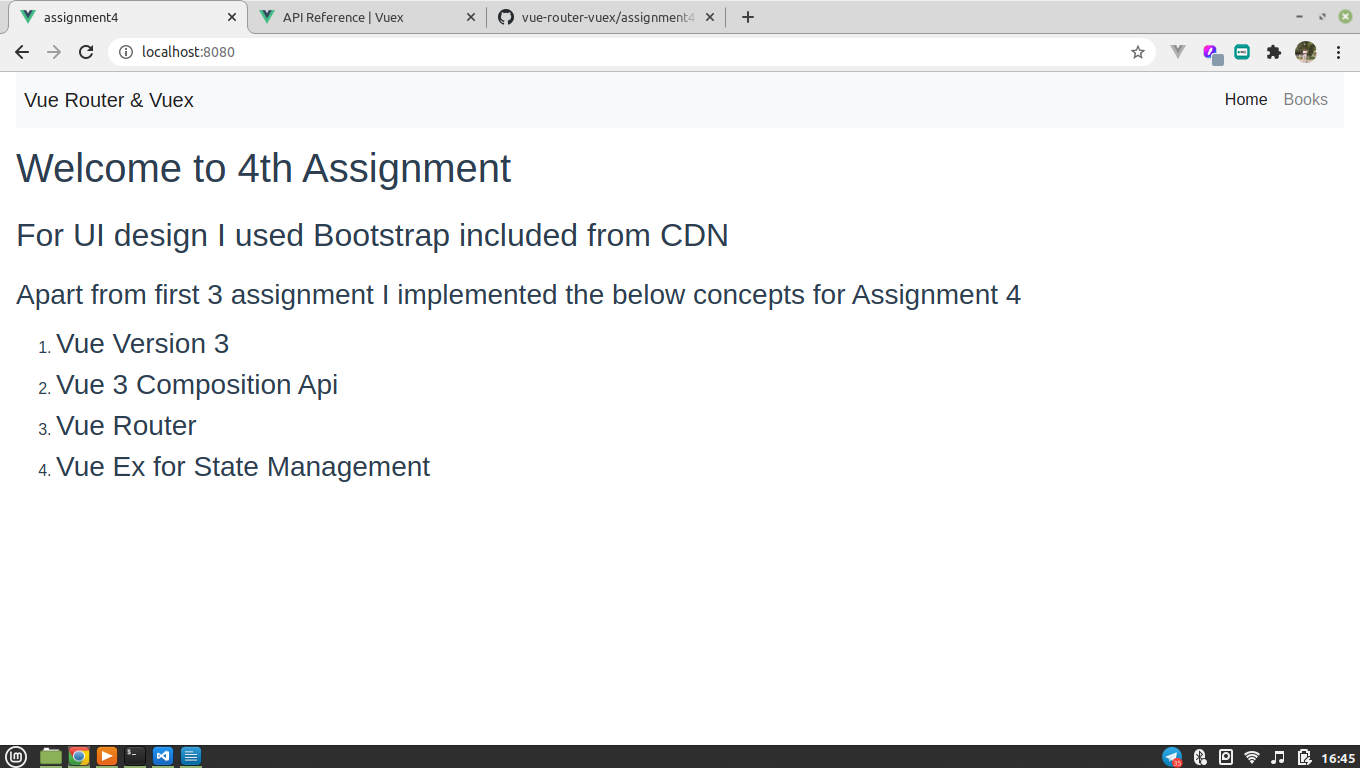 assignment4
API Reference | Vuex
vue-router-vuex/assignment4
localhost:8080
Vue Router & Vuex
Home
Books
Welcome to 4th Assignment
For UI design I used Bootstrap included from CDN
Apart from first 3 assignment I implemented the below concepts for Assignment 4
1. Vue Version 3
2. Vue 3 Composition Api
3. Vue Router
4. Vue Ex for State Management
16:45